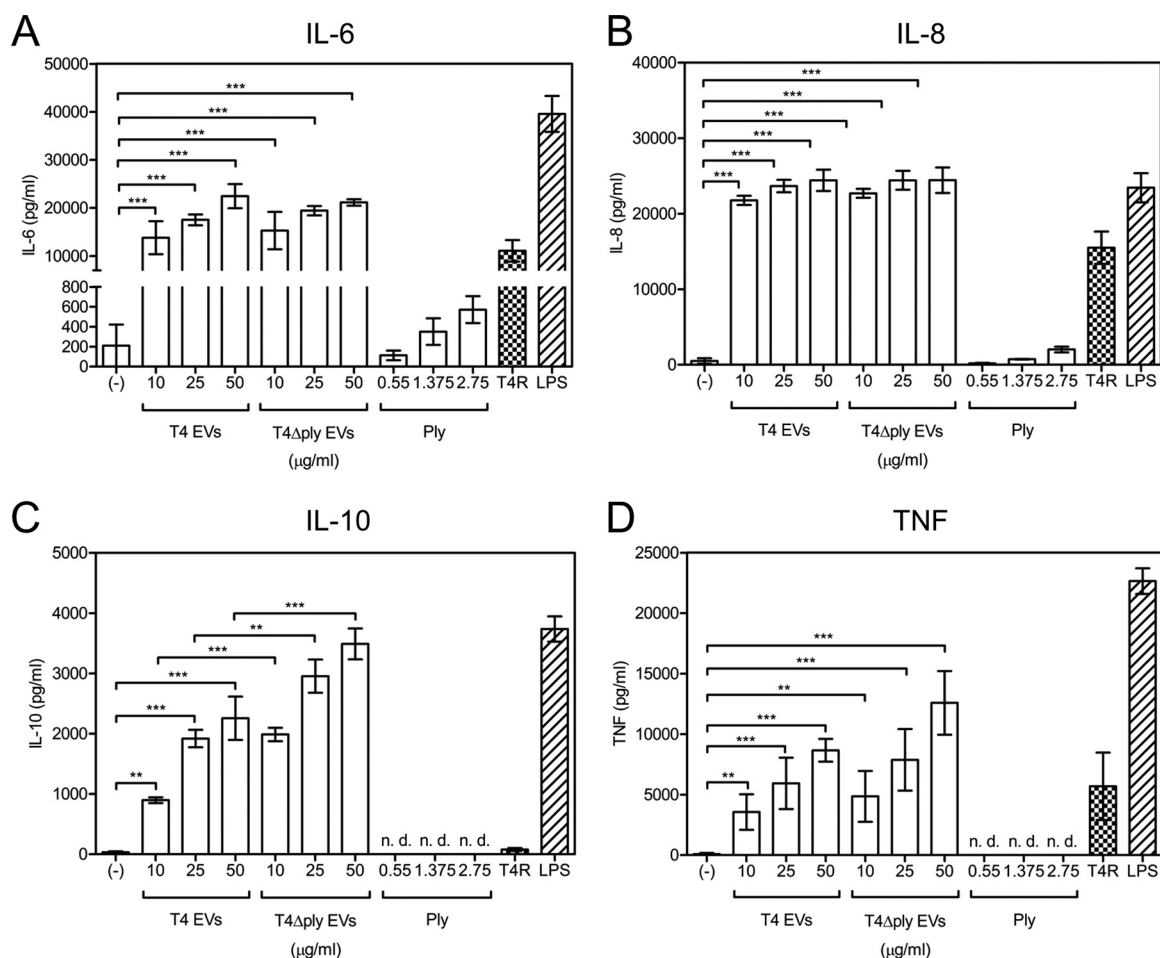 A
IL-6
IL-6 (pg/ml)
50000
40000
30000
20000
10000
800
600
400
200
0
***
***
***
***
***
***
(-) 10 25 50 10 25 50 0.55 1.375 2.75 T4R LPS
T4 EVs T4Δply EVs Ply
(μg/ml)
B
IL-8
IL-8 (pg/ml)
40000
30000
20000
10000
0
***
***
***
***
***
***
(-) 10 25 50 10 25 50 0.55 1.375 2.75 T4R LPS
T4 EVs T4Δply EVs Ply
(μg/ml)
C
IL-10
IL-10 (pg/ml)
5000
4000
3000
2000
1000
0
***
**
***
***
***
**
n. d. n. d. n. d.
(-) 10 25 50 10 25 50 0.55 1.375 2.75 T4R LPS
T4 EVs T4Δply EVs Ply
(μg/ml)
D
TNF
TNF (pg/ml)
25000
20000
15000
10000
5000
0
***
***
**
***
***
**
n. d. n. d. n. d.
(-) 10 25 50 10 25 50 0.55 1.375 2.75 T4R LPS
T4 EVs T4Δply EVs Ply
(μg/ml)